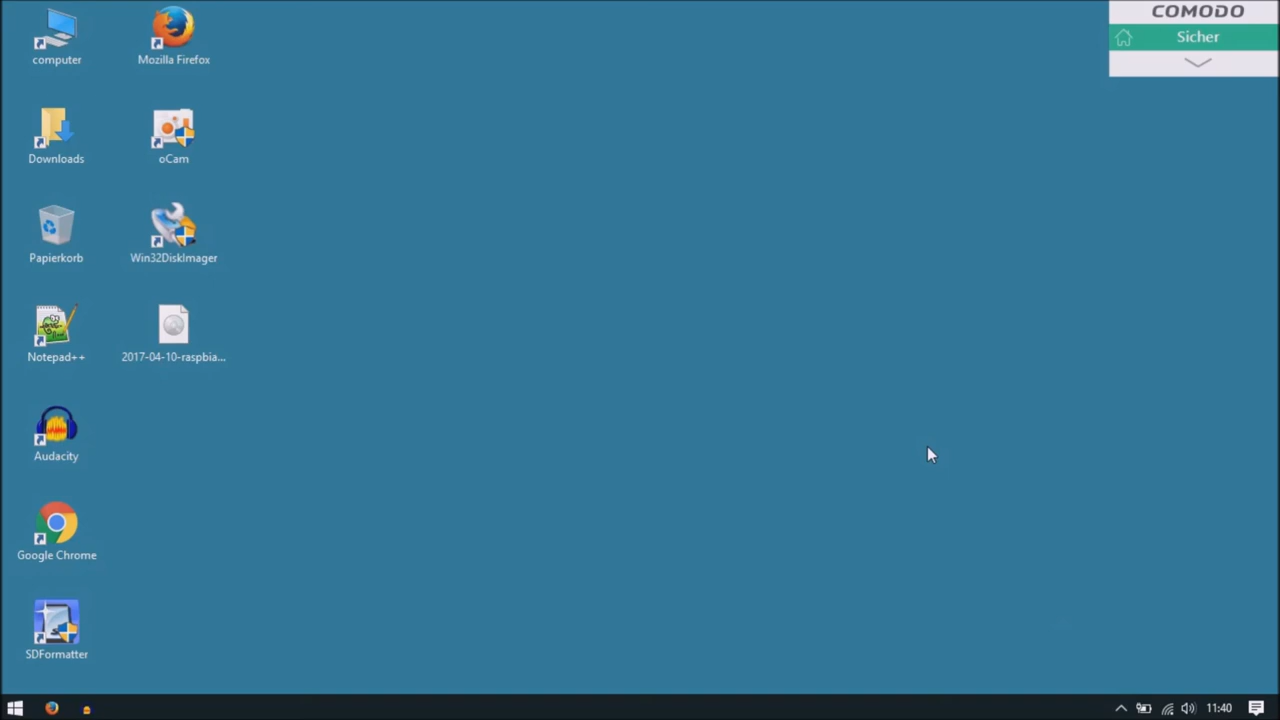 computer
Mozilla Firefox
COMODO
Sicher
Downloads
oCam
Papierkorb
Win32DiskImager
Notepad++
2017-04-10-raspbia...
Audacity
Google Chrome
SDFormatter
11:40